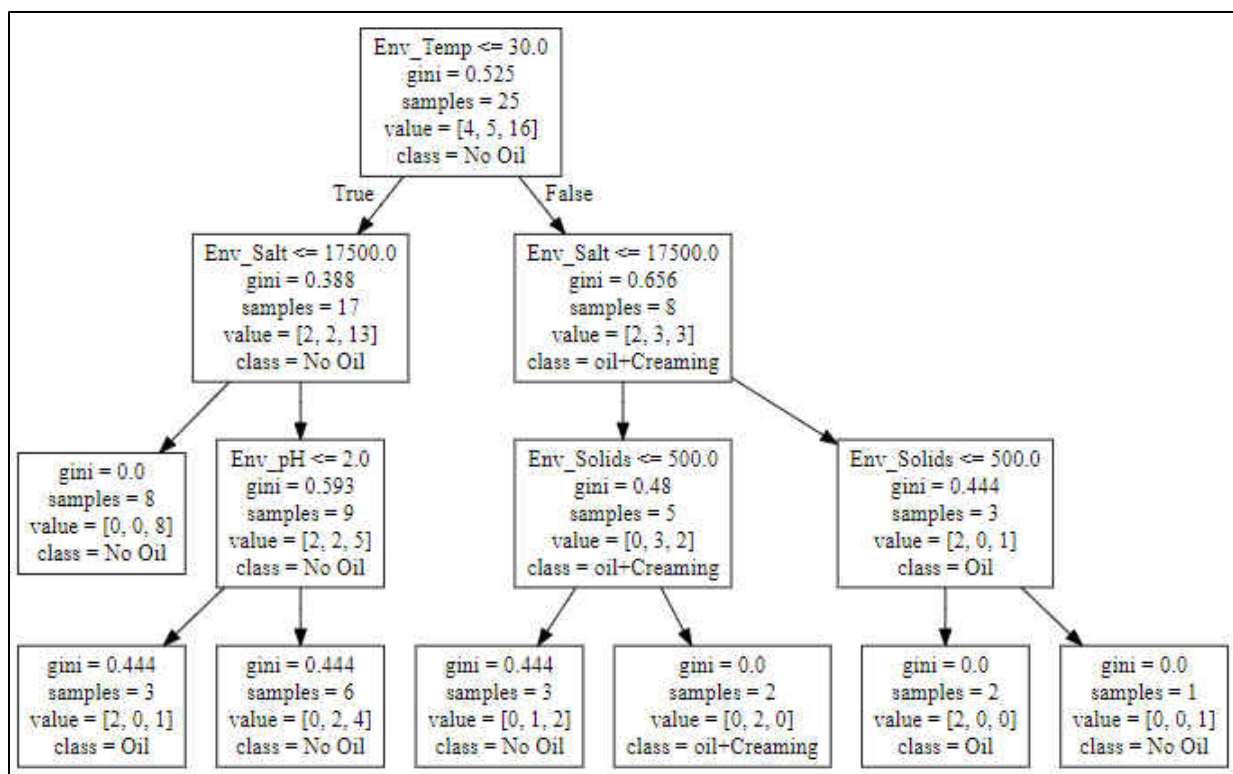 Env_Temp <= 30.0
gini = 0.525
samples = 25
value = [4, 5, 16]
class = No Oil
True
False
Env_Salt <= 17500.0
gini = 0.388
samples = 17
value = [2, 2, 13]
class = No Oil
Env_Salt <= 17500.0
gini = 0.656
samples = 8
value = [2, 3, 3]
class = oil+Creaming
gini = 0.0
samples = 8
value = [0, 0, 8]
class = No Oil
Env_pH <= 2.0
gini = 0.593
samples = 9
value = [2, 2, 5]
class = No Oil
Env_Solids <= 500.0
gini = 0.48
samples = 5
value = [0, 3, 2]
class = oil+Creaming
Env_Solids <= 500.0
gini = 0.444
samples = 3
value = [2, 0, 1]
class = Oil
gini = 0.444
samples = 3
value = [2, 0, 1]
class = Oil
gini = 0.444
samples = 6
value = [0, 2, 4]
class = No Oil
gini = 0.444
samples = 3
value = [0, 1, 2]
class = No Oil
gini = 0.0
samples = 2
value = [0, 2, 0]
class = oil+Creaming
gini = 0.0
samples = 2
value = [2, 0, 0]
class = Oil
gini = 0.0
samples = 1
value = [0, 0, 1]
class = No Oil